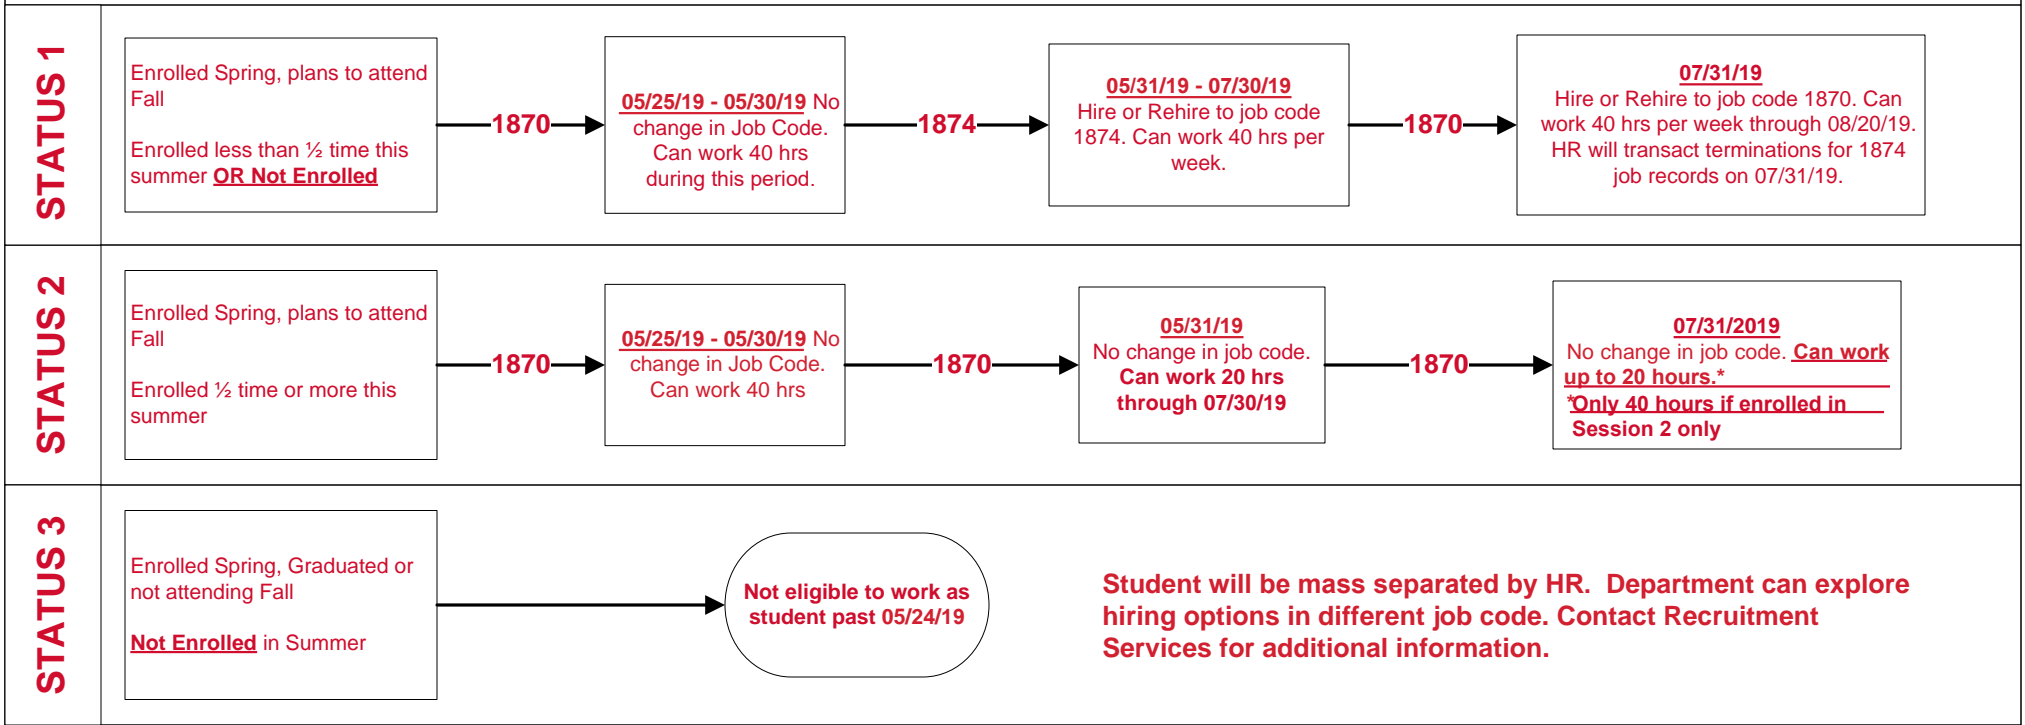 STATUS 1
Enrolled Spring, plans to attend
Fall
Enrolled less than ½ time this
summer OR Not Enrolled
1870
05/25/19 - 05/30/19 No
change in Job Code.
Can work 40 hrs
during this period.
1874
05/31/19 - 07/30/19
Hire or Rehire to job code
1874. Can work 40 hrs per
week.
1870
07/31/19
Hire or Rehire to job code 1870. Can
work 40 hrs per week through 08/20/19.
HR will transact terminations for 1874
job records on 07/31/19.
STATUS 2
Enrolled Spring, plans to attend
Fall
Enrolled ½ time or more this
summer
1870
05/25/19 - 05/30/19 No
change in Job Code.
Can work 40 hrs
1870
05/31/19
No change in job code.
Can work 20 hrs
through 07/30/19
1870
07/31/2019
No change in job code. Can work
up to 20 hours.*
*Only 40 hours if enrolled in
Session 2 only
STATUS 3
Enrolled Spring, Graduated or
not attending Fall
Not Enrolled in Summer
Not eligible to work as
student past 05/24/19
Student will be mass separated by HR.  Department can explore
hiring options in different job code. Contact Recruitment
Services for additional information.